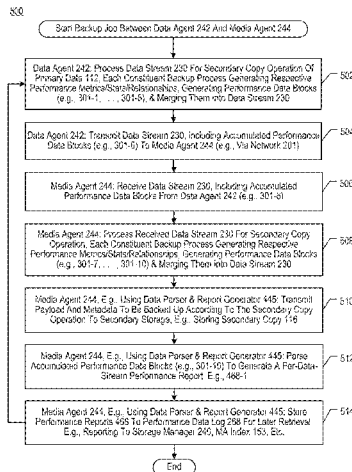 500
Start Backup Job Between Data Agent 242 And Media Agent 244
Data Agent 242: Process Data Stream 230 For Secondary Copy Operation Of
Primary Data 112, Each Constituent Backup Process Generating Respective
Performance Metrics/Stats/Relationships, Generating Performance Data Blocks
(e.g., 301-1, . . . , 301-6), & Merging Them Into Data Stream 230
502
Data Agent 242: Transmit Data Stream 230, Including Accumulated Performance
Data Blocks (e.g., 301-6) To Media Agent 244 (e.g., Via Network 201)
504
Media Agent 244: Receive Data Stream 230, Including Accumulated
Performance Data Blocks From Data Agent 242 (e.g., 301-6)
506
Media Agent 244: Process Received Data Stream 230 For Secondary Copy
Operation, Each Constituent Backup Process Generating Respective
Performance Metrics/Stats/Relationships, Generating Performance Data Blocks
(e.g., 301-7, . . . , 301-10) & Merging Them into Data Stream 230
508
Media Agent 244, E.g., Using Data Parser & Report Generator 445: Transmit
Payload And Metadata To Be Backed Up According To The Secondary Copy
Operation To Secondary Storage, E.g., Storing Secondary Copy 116
510
Media Agent 244, E.g., Using Data Parser & Report Generator 445: Parse
Accumulated Performance Data Blocks (e.g., 301-10) To Generate A Per-Data-
Stream Performance Report, E.g., 468-1
512
Media Agent 244, E.g., Using Data Parser & Report Generator 445: Store
Performance Reports 468 To Performance Data Log 268 For Later Retrieval
E.g., Reporting To Storage Manager 240, MA Index 153, Etc.
514
End